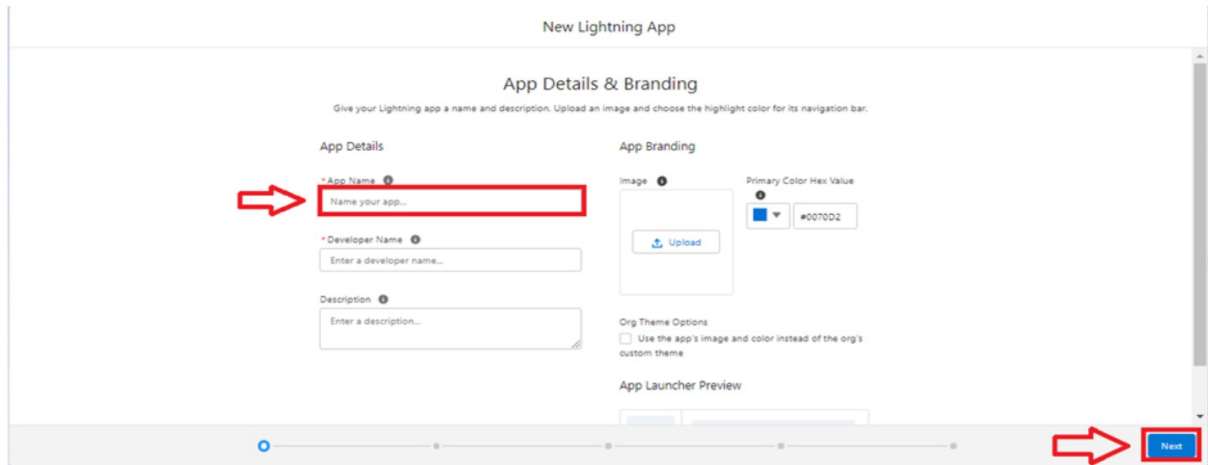 New Lightning App
App Details & Branding
Give your Lightning app a name and description. Upload an image and choose the highlight color for its navigation bar.
App Details
* App Name
Name your app...
* Developer Name
Enter a developer name...
Description
Enter a description...
App Branding
Image
Upload
Primary Color Hex Value
#0070D2
Org Theme Options
Use the app's image and color instead of the org's
custom theme
App Launcher Preview
Next